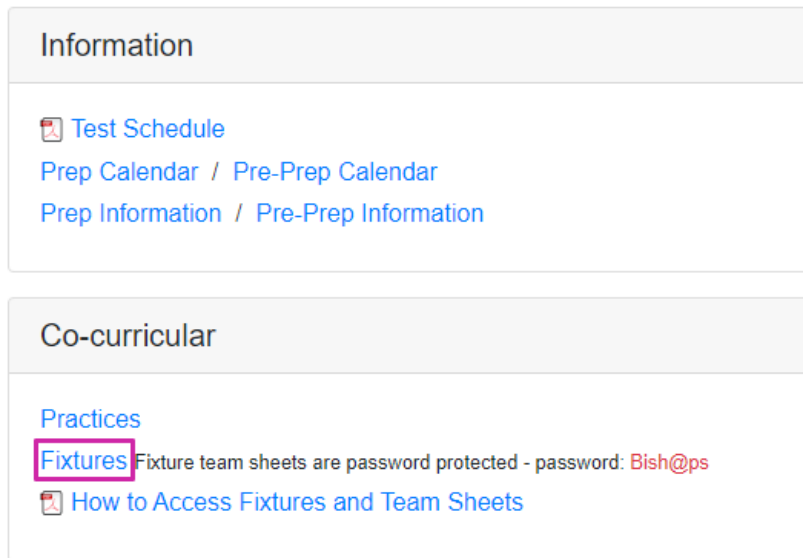 Information
Test Schedule
Prep Calendar / Pre-Prep Calendar
Prep Information / Pre-Prep Information
Co-curricular
Practices
Fixtures Fixture team sheets are password protected - password: Bish@ps
How to Access Fixtures and Team Sheets